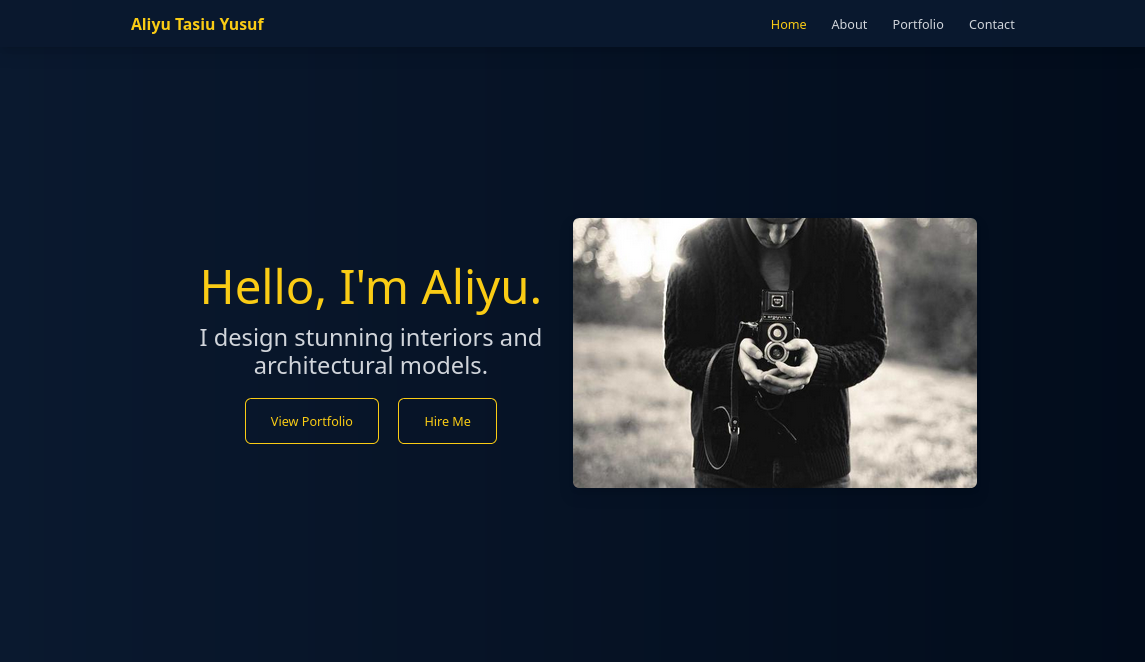 Aliyu Tasiu Yusuf
Home About Portfolio Contact
Hello, I'm Aliyu.
I design stunning interiors and
architectural models.
View Portfolio Hire Me